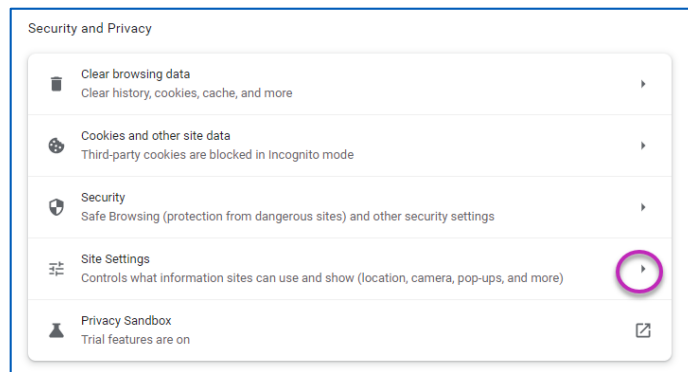 Security and Privacy
Clear browsing data
Clear history, cookies, cache, and more
Cookies and other site data
Third-party cookies are blocked in Incognito mode
Security
Safe Browsing (protection from dangerous sites) and other security settings
Site Settings
Controls what information sites can use and show (location, camera, pop-ups, and more)
Privacy Sandbox
Trial features are on